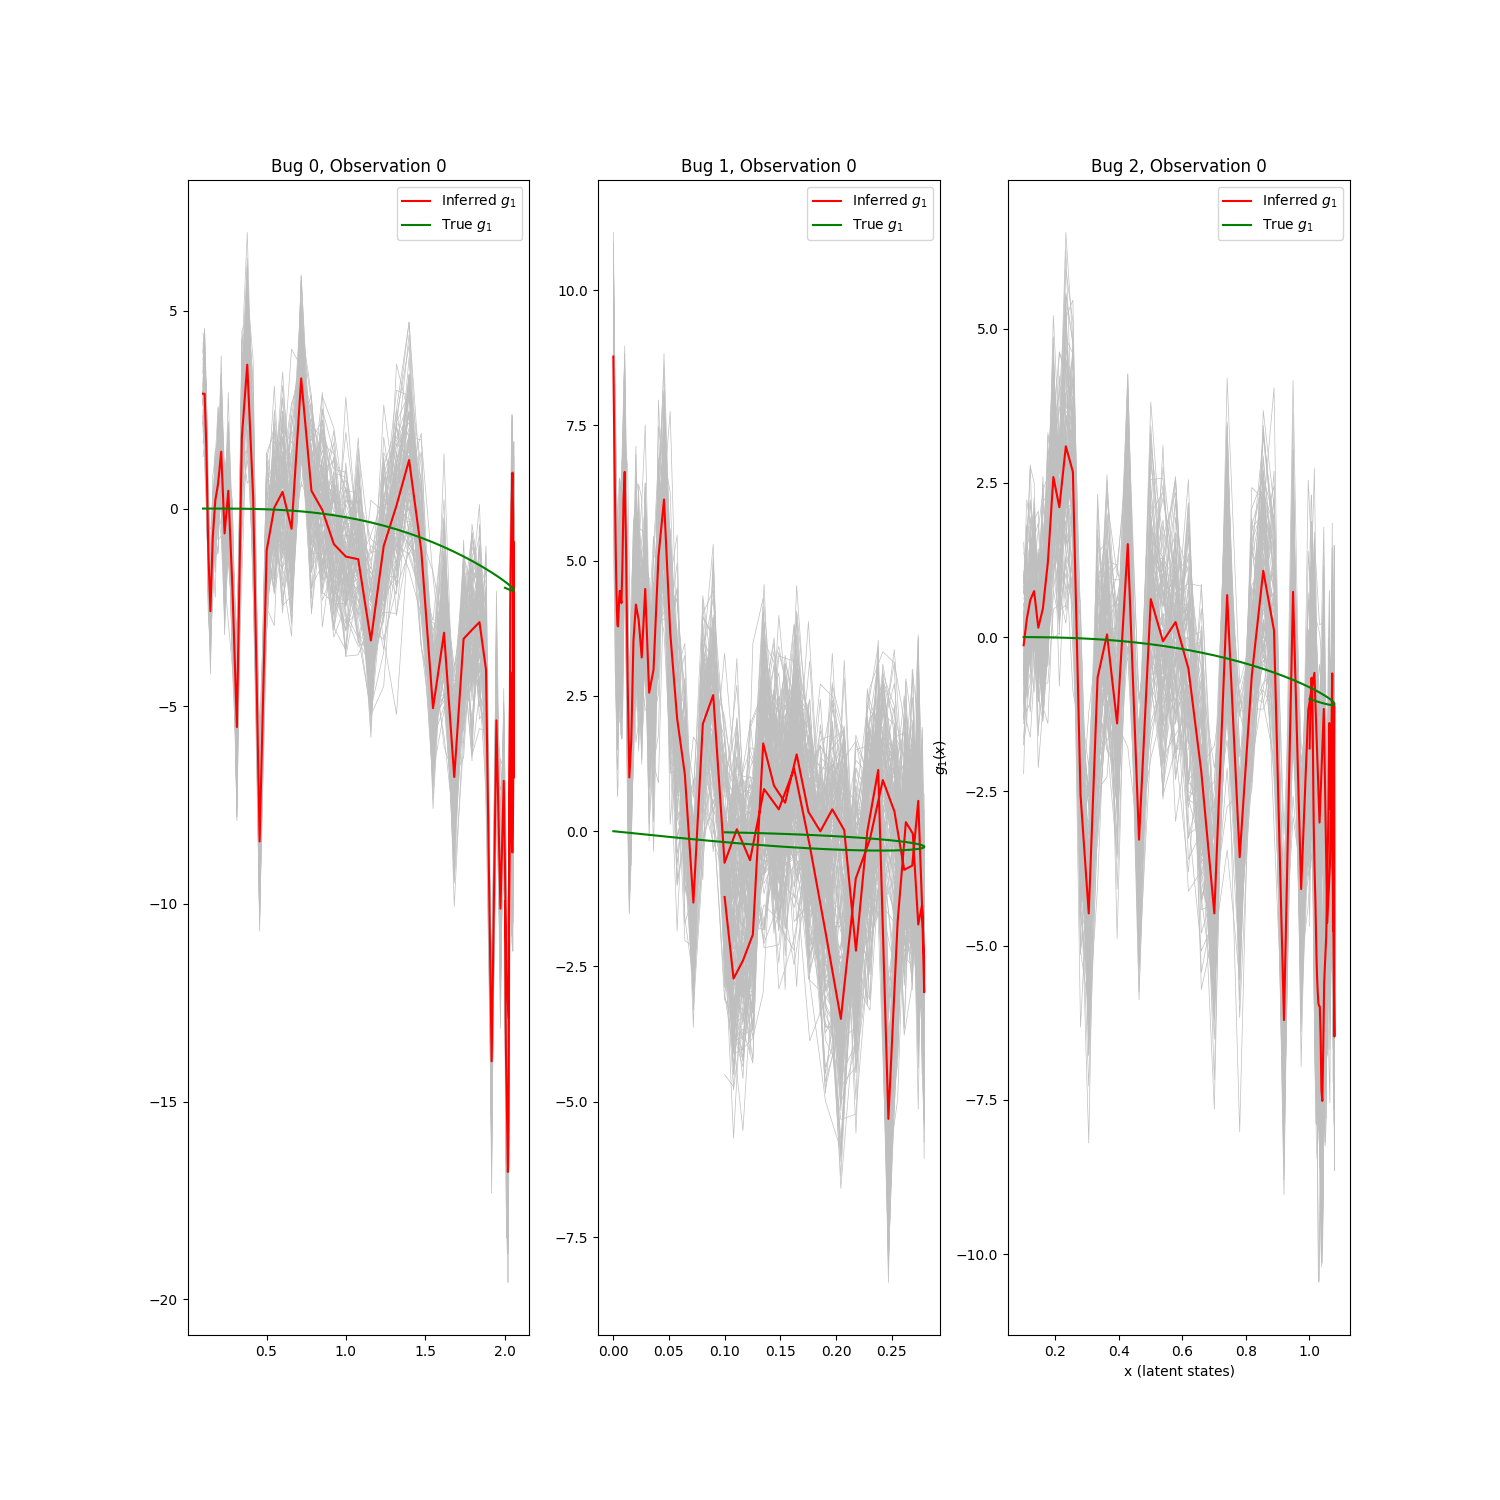 Bug 0, Observation 0
Inferred g₁
True g₁
5
0
−5
−10
−15
−20
0.5 1.0 1.5 2.0
Bug 1, Observation 0
Inferred g₁
True g₁
10.0
7.5
5.0
2.5
0.0
−2.5
−5.0
−7.5
0.00 0.05 0.10 0.15 0.20 0.25
Bug 2, Observation 0
Inferred g₁
True g₁
g₁(x)
5.0
2.5
0.0
−2.5
−5.0
−7.5
−10.0
0.2 0.4 0.6 0.8 1.0
x (latent states)